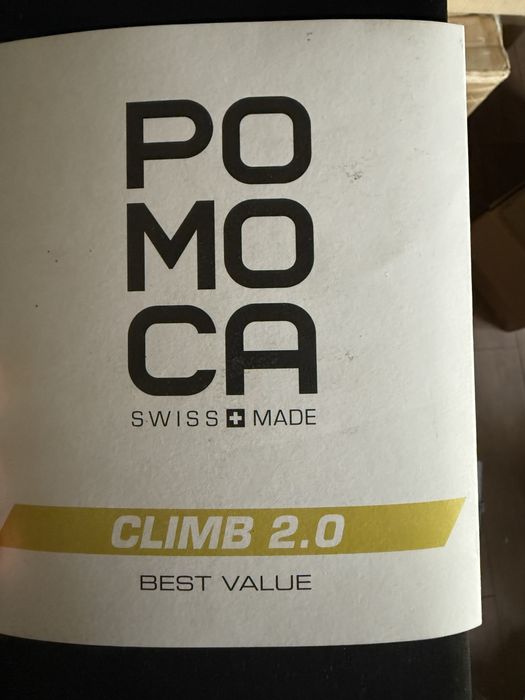 PO
MO
CA
SWISS MADE
CLIMB 2.0
BEST VALUE